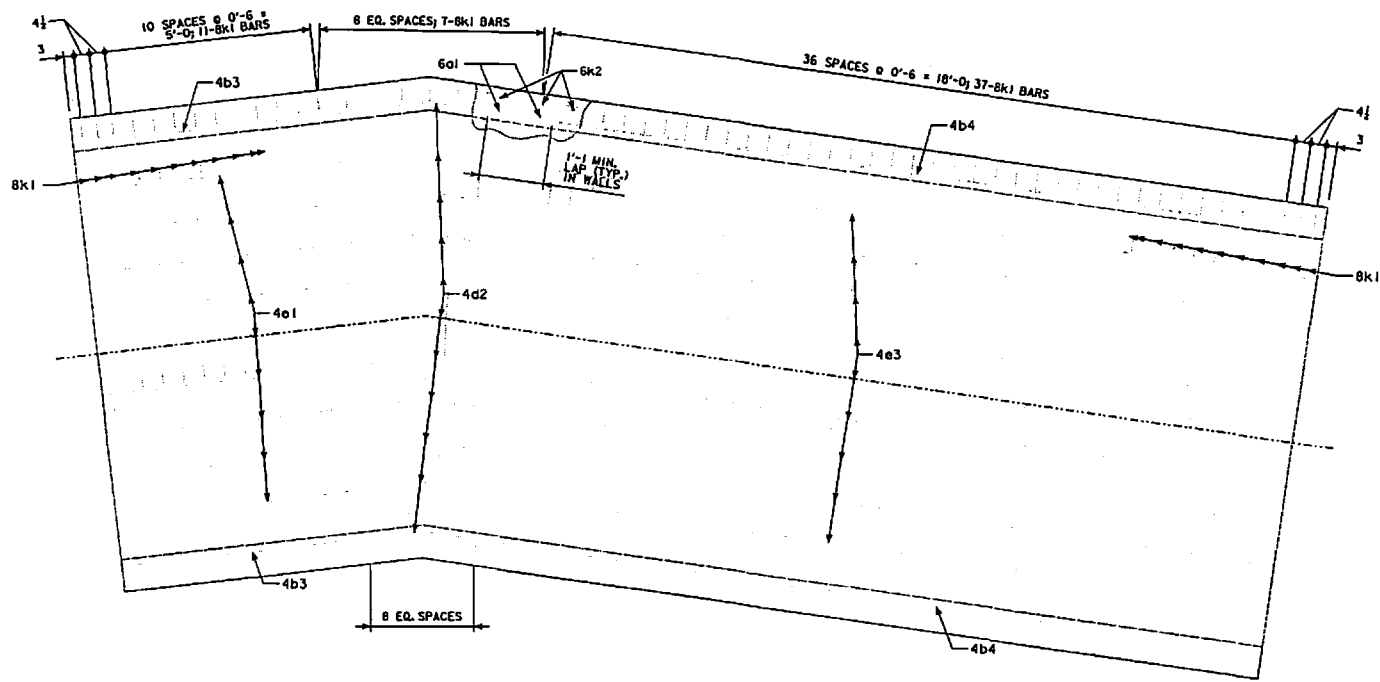 10 SPACES @ 0'-6 =
5'-0; 11-8k1 BARS
8 EQ. SPACES; 7-8k1 BARS
36 SPACES @ 0'-6 = 18'-0; 37-8k1 BARS
4½
3
4b3
6a1
6k2
4b4
4½
3
1'-1 MIN.
LAP (TYP.)
IN WALLS
8k1
8k1
4d2
4e1
4e3
4b3
8 EQ. SPACES
4b4